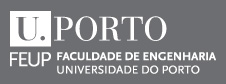 U. PORTO
FEUP FACULDADE DE ENGENHARIA
UNIVERSIDADE DO PORTO